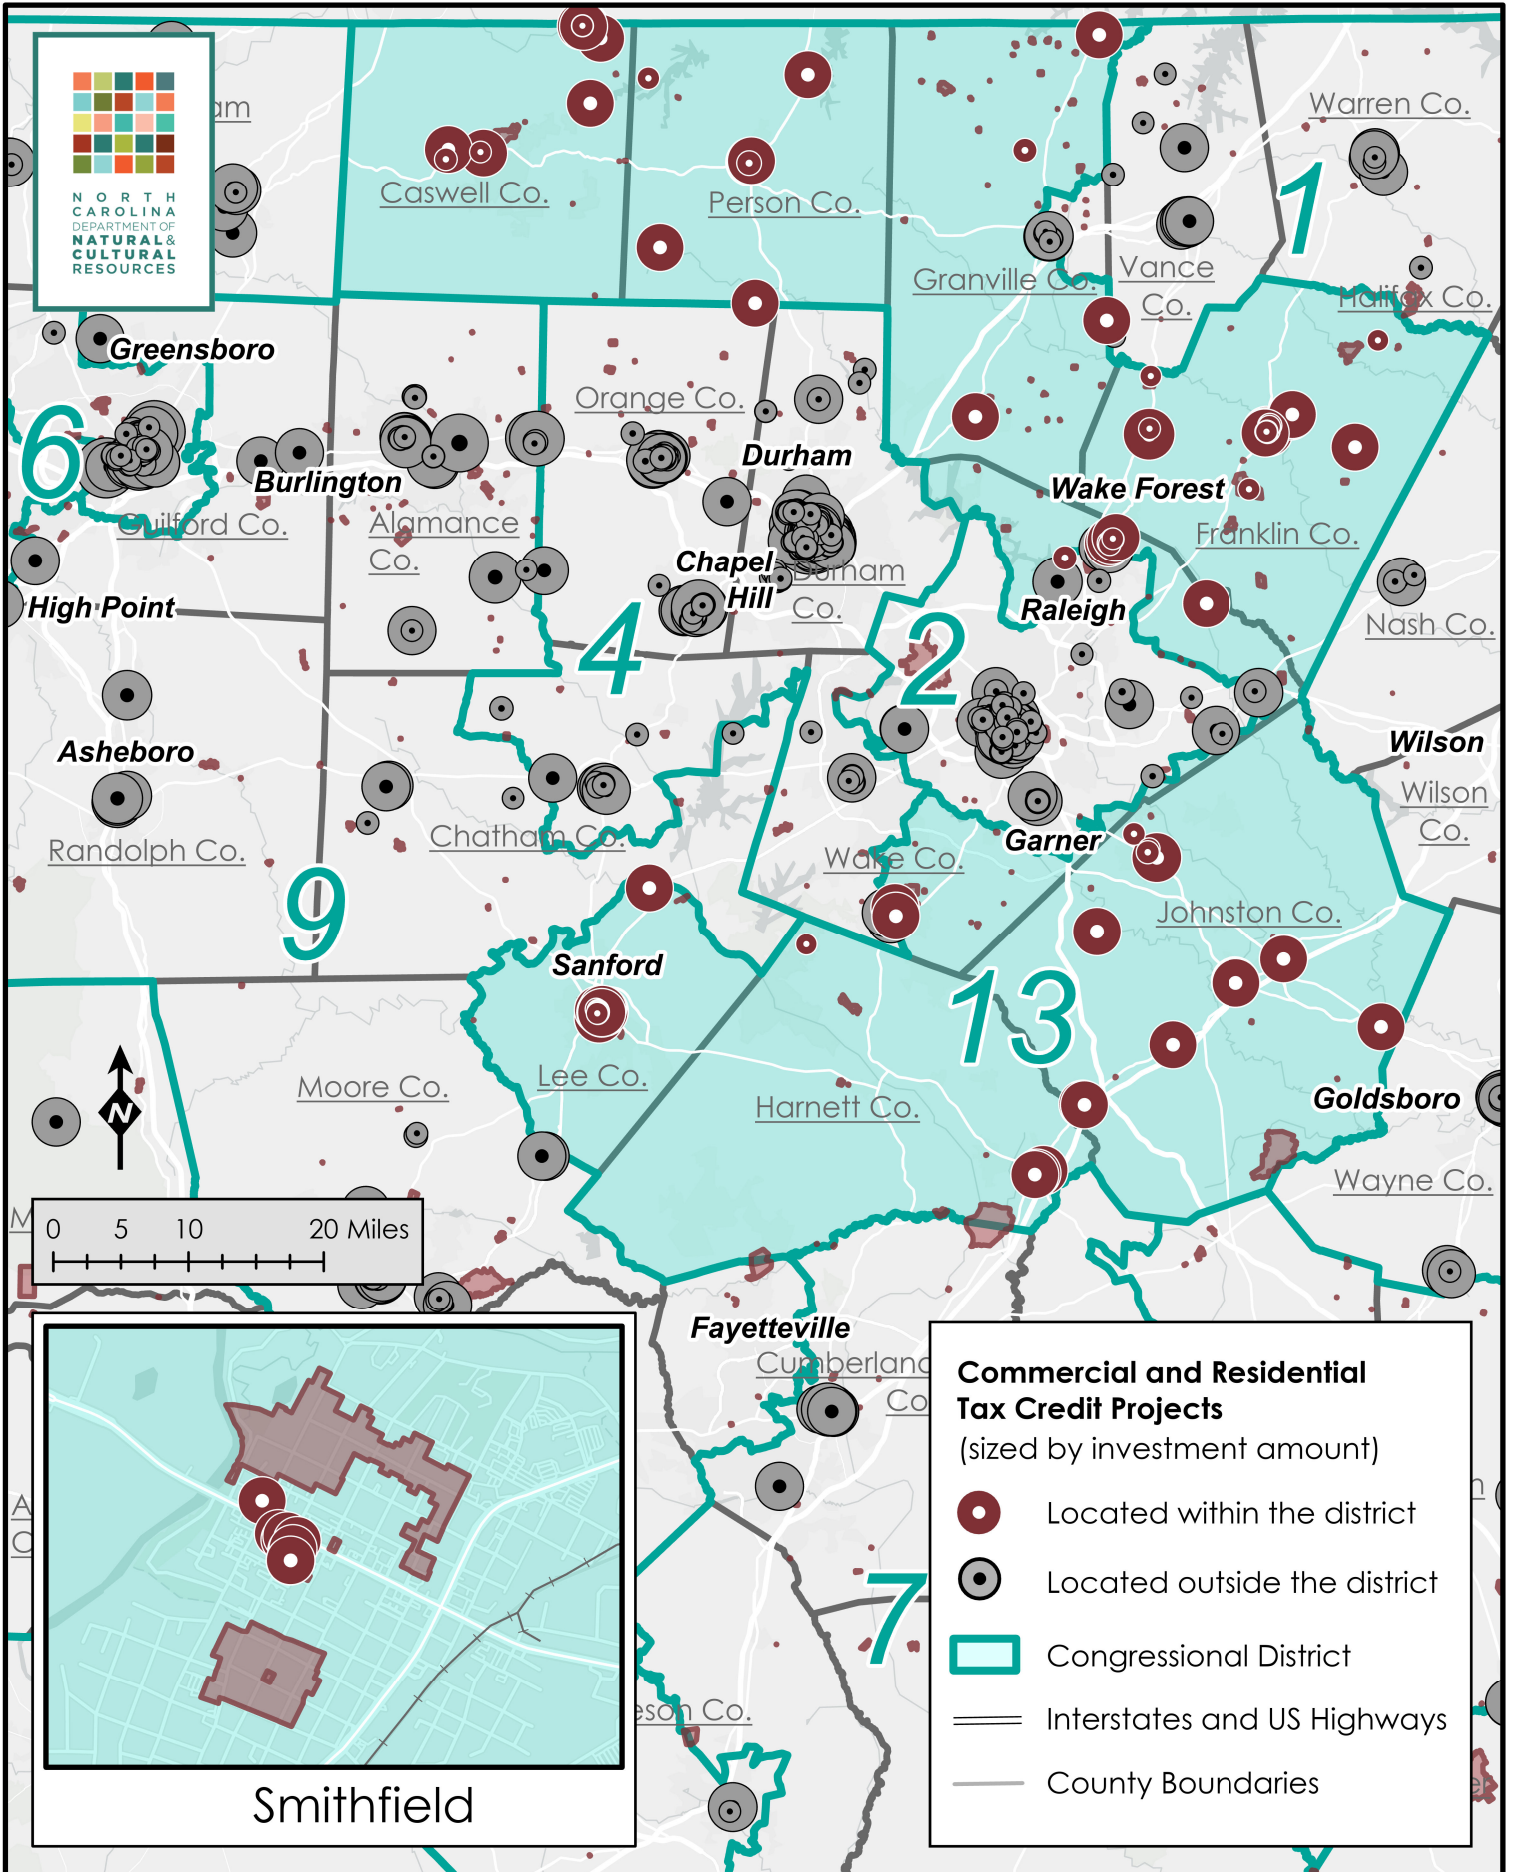 NORTH
CAROLINA
DEPARTMENT OF
NATURAL &
CULTURAL
RESOURCES
Caswell Co.
Person Co.
Granville Co.
Vance
Co.
Warren Co.
1
Halifax Co.
Greensboro
6
Guilford Co.
Burlington
Alamance
Co.
Orange Co.
Durham
Chapel
Hill
Durham
Co.
Wake Forest
Franklin Co.
Raleigh
Nash Co.
High Point
4
2
Asheboro
Randolph Co.
Chatham Co.
Wake Co.
Garner
Wilson
Wilson
Co.
9
Sanford
Johnston Co.
13
Lee Co.
Moore Co.
Harnett Co.
Goldsboro
Wayne Co.
N
M
0 5 10 20 Miles
Fayetteville
Cumberland
Co
A
C
7
eson Co.
Smithfield
Commercial and Residential
Tax Credit Projects
(sized by investment amount)
Located within the district
Located outside the district
Congressional District
Interstates and US Highways
County Boundaries